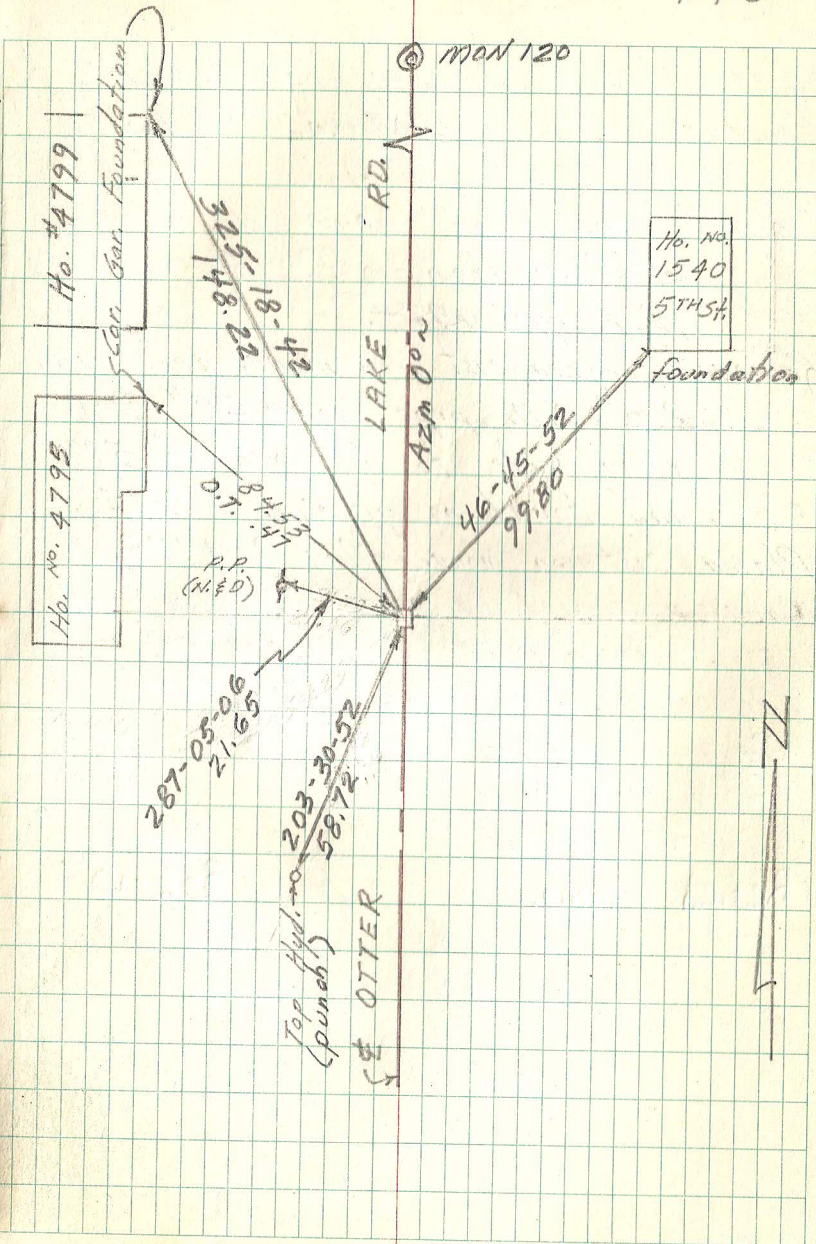 MON 120
Cor. Gar. Foundation
Ho. #4799
325-18-42
148.22
RD.
LAKE
Azm 0°
Ho. No.
1540
5TH St.
foundation
46-45-52
99.80
Ho. No. 4795
84.53
.47
P.P.
(N.&D)
287-05-06
21.65
203-30-52
58.72
Top Hyd.
(punch)
℄ OTTER
N